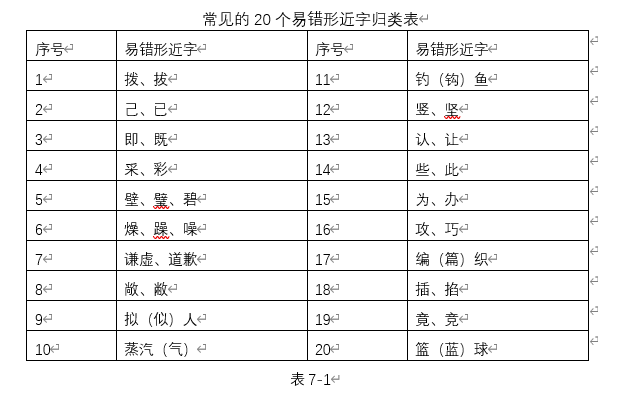 常见的 20 个易错形近字归类表
序号 易错形近字 序号 易错形近字
1 拨、拔 11 钓（钩）鱼
2 己、已 12 竖、坚
3 即、既 13 认、让
4 采、彩 14 些、此
5 壁、璧、碧 15 为、办
6 燥、躁、噪 16 攻、巧
7 谦虚、道歉 17 编（篇）织
8 敞、敝 18 插、掐
9 拟（似）人 19 竟、竞
10 蒸汽（气） 20 篮（蓝）球
表 7-1